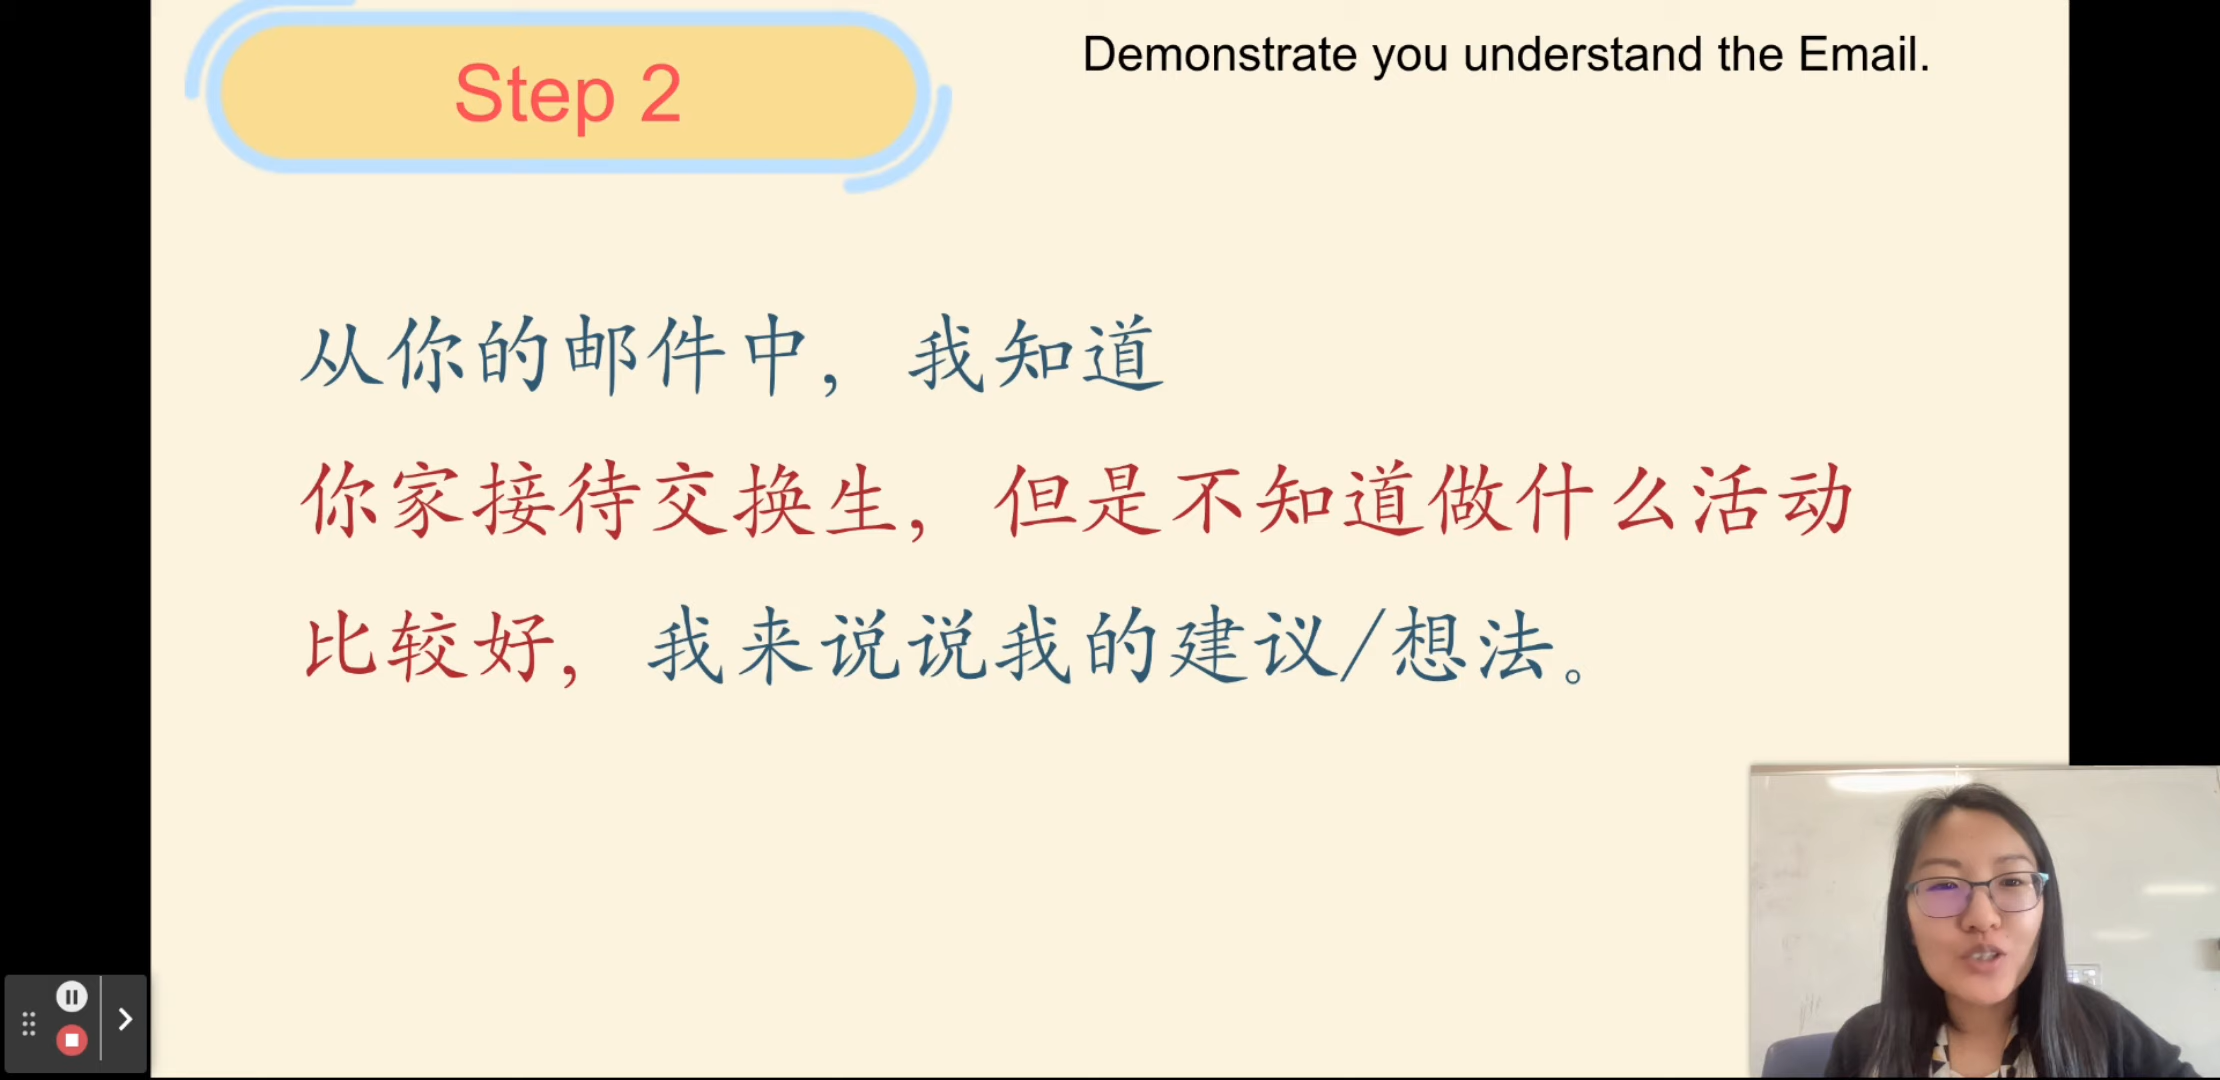 Step 2
Demonstrate you understand the Email.
从你的邮件中，我知道
你家接待交换生，但是不知道做什么活动
比较好，我来说说我的建议/想法。